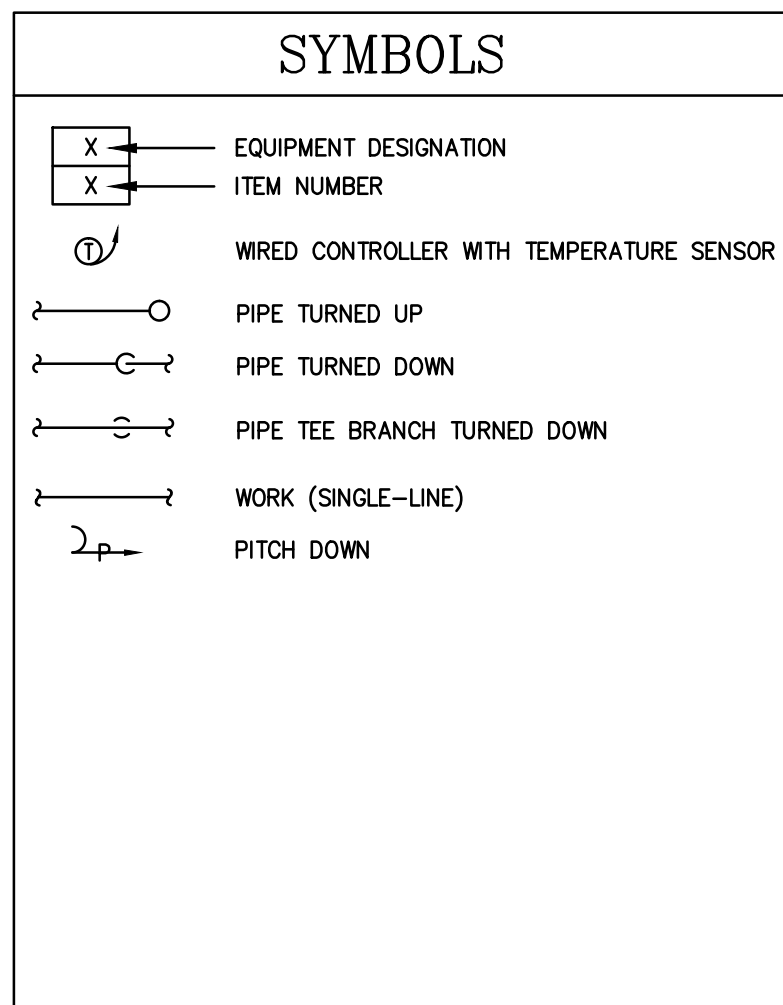 SYMBOLS
X EQUIPMENT DESIGNATION
X ITEM NUMBER
T WIRED CONTROLLER WITH TEMPERATURE SENSOR
PIPE TURNED UP
PIPE TURNED DOWN
PIPE TEE BRANCH TURNED DOWN
WORK (SINGLE-LINE)
P PITCH DOWN